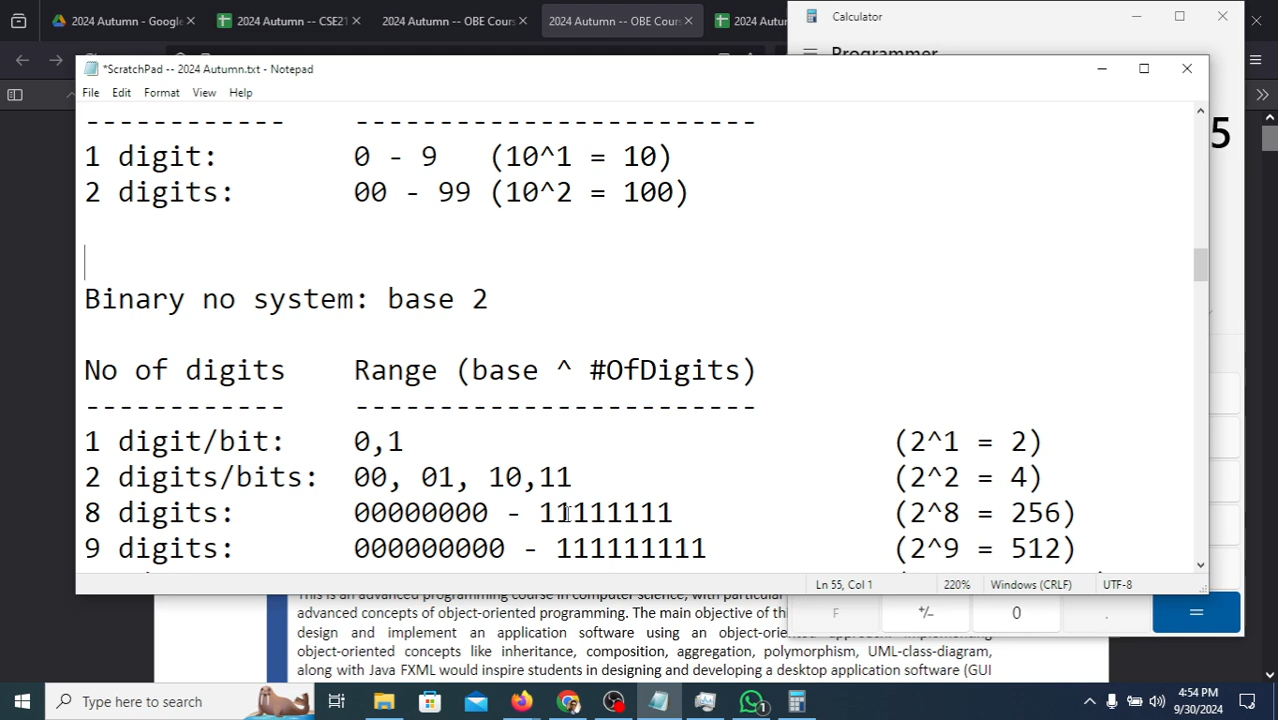 2024 Autumn - Google
2024 Autumn -- CSE21
2024 Autumn -- OBE Cours
2024 Autumn -- OBE Cours
2024 Autu
Calculator
Programmer
5
*ScratchPad -- 2024 Autumn.txt - Notepad
File Edit Format View Help
------------ ------------------------
1 digit: 0 - 9 (10^1 = 10)
2 digits: 00 - 99 (10^2 = 100)
Binary no system: base 2
No of digits Range (base ^ #OfDigits)
------------ ------------------------
1 digit/bit: 0,1 (2^1 = 2)
2 digits/bits: 00, 01, 10,11 (2^2 = 4)
8 digits: 00000000 - 11111111 (2^8 = 256)
9 digits: 000000000 - 111111111 (2^9 = 512)
Ln 55, Col 1 220% Windows (CRLF) UTF-8
This is an advanced programming course in computer science, with particular
advanced concepts of object-oriented programming. The main objective of th
design and implement an application software using an object-oriented approach. Implementing
object-oriented concepts like inheritance, composition, aggregation, polymorphism, UML-class-diagram,
along with Java FXML would inspire students in designing and developing a desktop application software (GUI
F +/- 0 . =
Type here to search
1
4:54 PM
9/30/2024